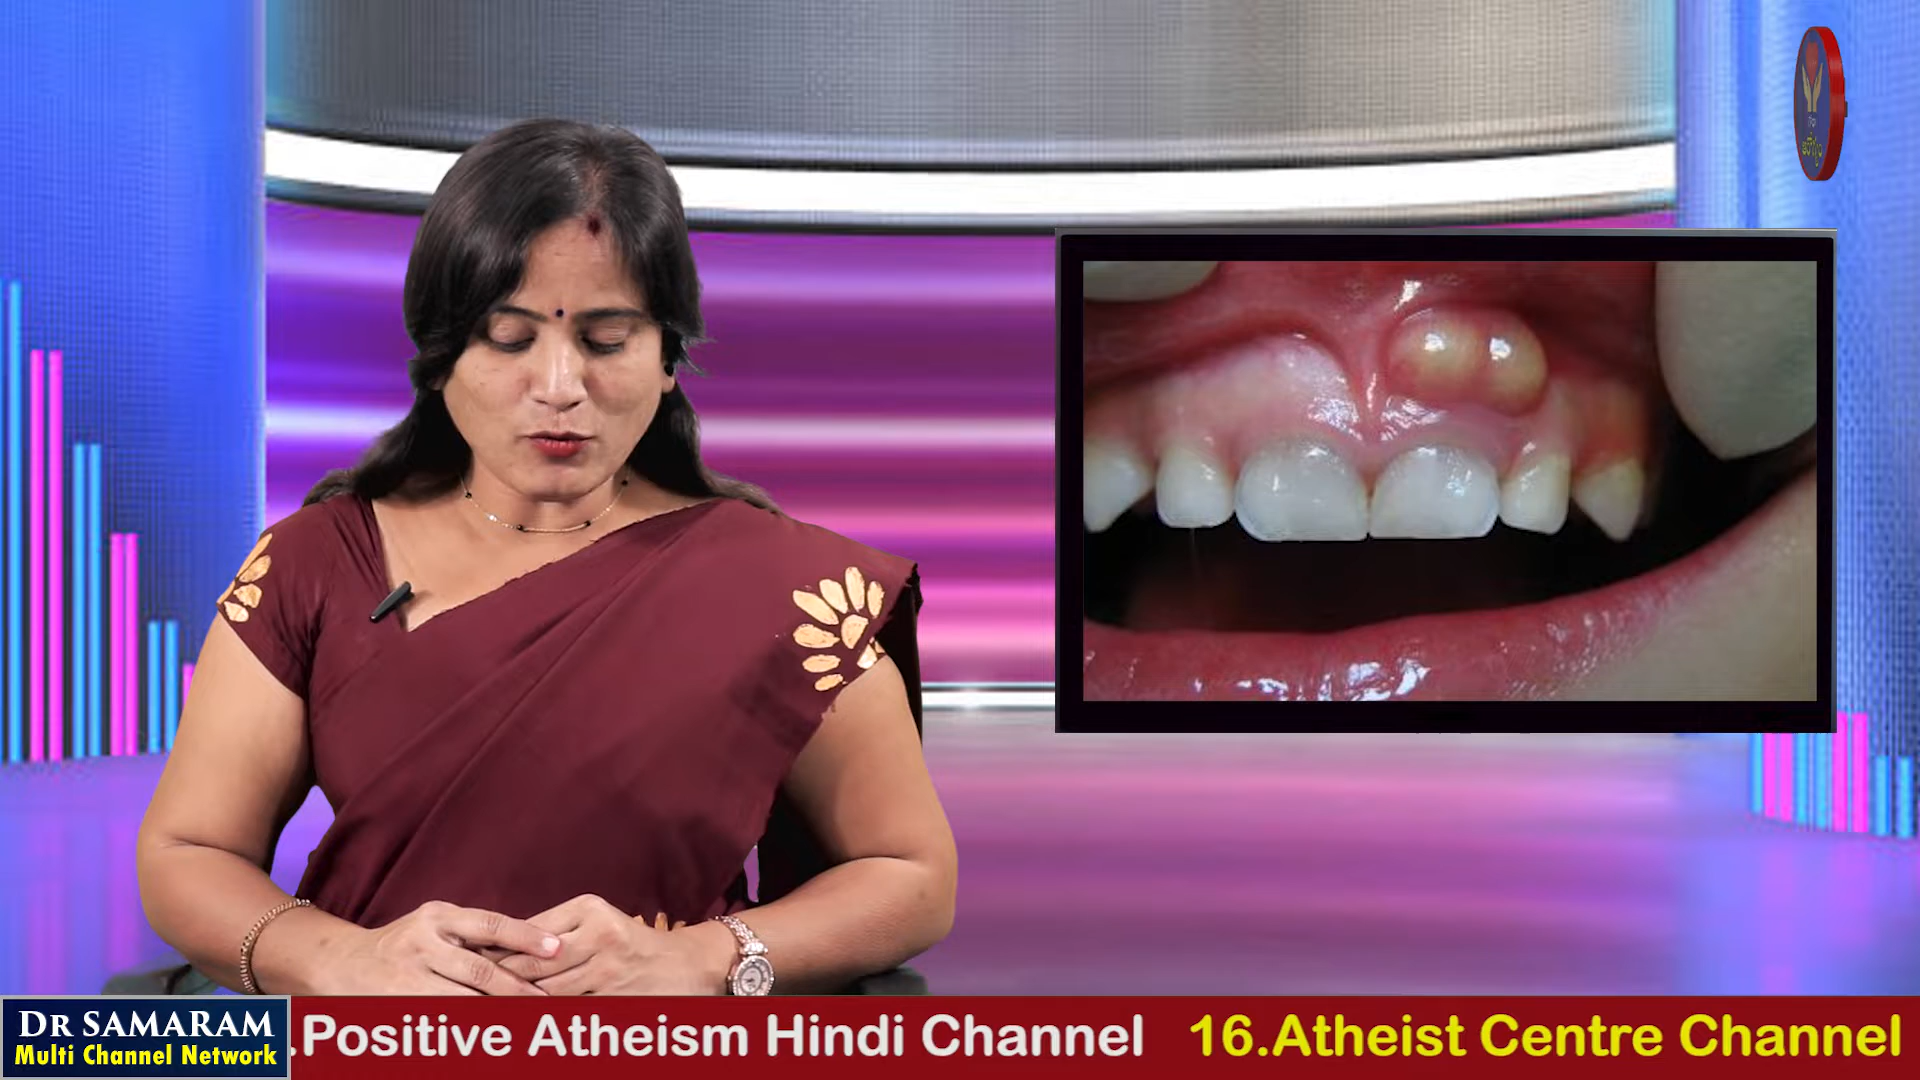 DR SAMARAM
Multi Channel Network
.Positive Atheism Hindi Channel 16.Atheist Centre Channel